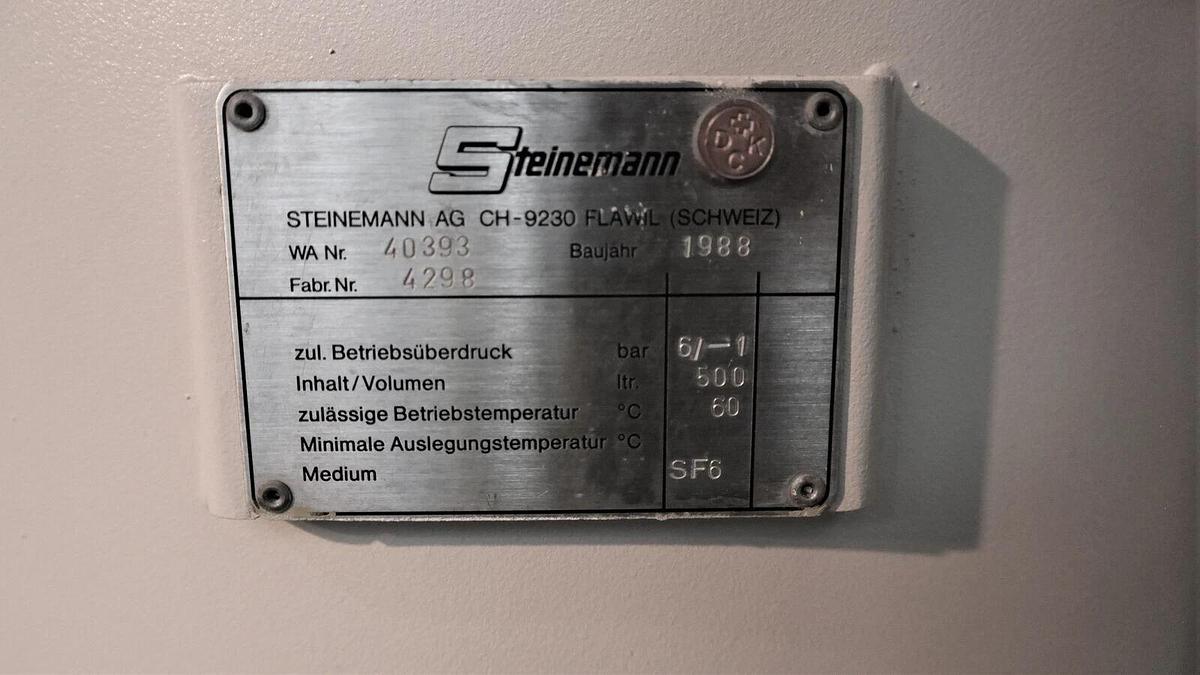 Steinemann
D K
C
STEINEMANN AG CH-9230 FLAWIL (SCHWEIZ)
WA Nr. 40393 Baujahr 1988
Fabr. Nr. 4298
zul. Betriebsüberdruck bar 6/-1
Inhalt/Volumen ltr. 500
zulässige Betriebstemperatur °C 60
Minimale Auslegungstemperatur °C
Medium SF6